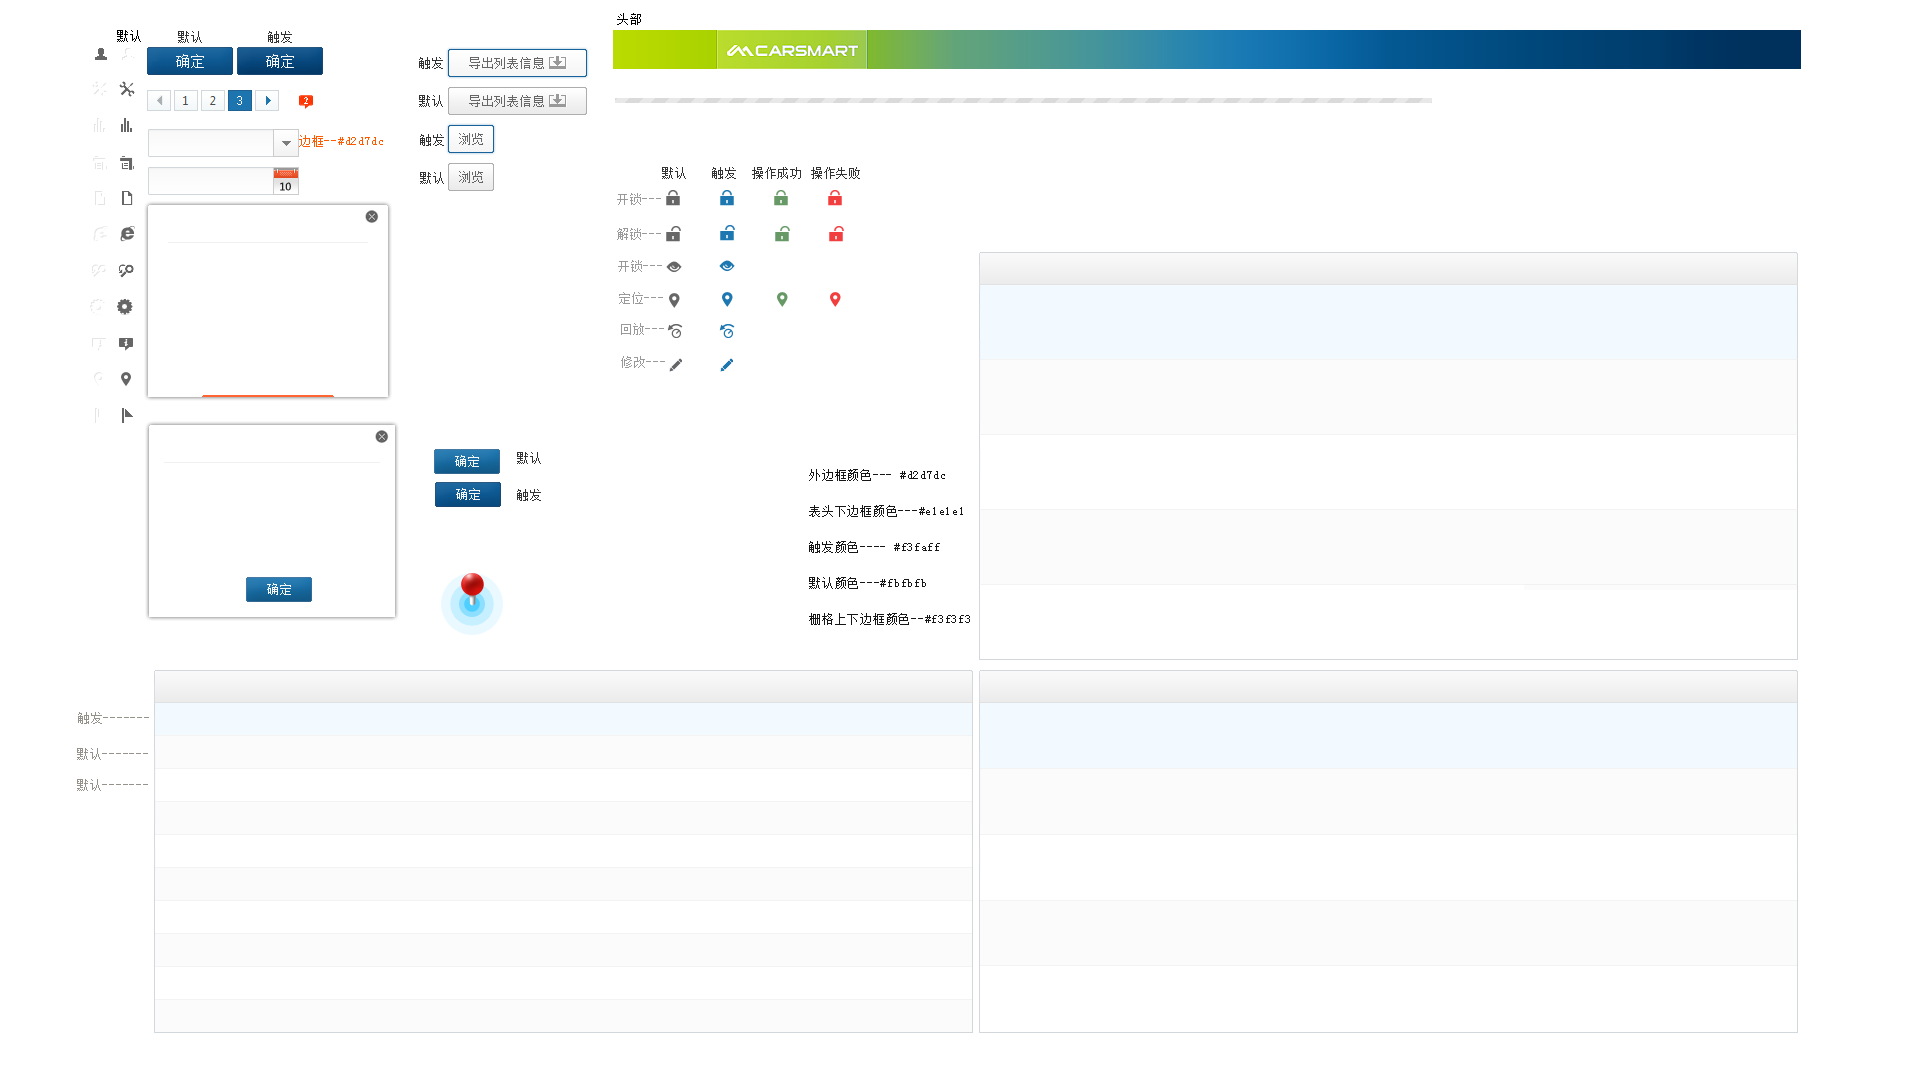 头部
默认
默认
触发
确定
确定
CARSMART
触发
导出列表信息
1
2
3
2
默认
导出列表信息
边框--#d2d7dc
触发
浏览
10
默认
浏览
默认
触发
操作成功
操作失败
开锁---
解锁---
开锁---
定位---
回放---
修改---
确定
默认
确定
触发
确定
外边框颜色--- #d2d7dc
表头下边框颜色---#e1e1e1
触发颜色---- #f3faff
默认颜色---#fbfbfb
栅格上下边框颜色--#f3f3f3
触发-------
默认-------
默认-------